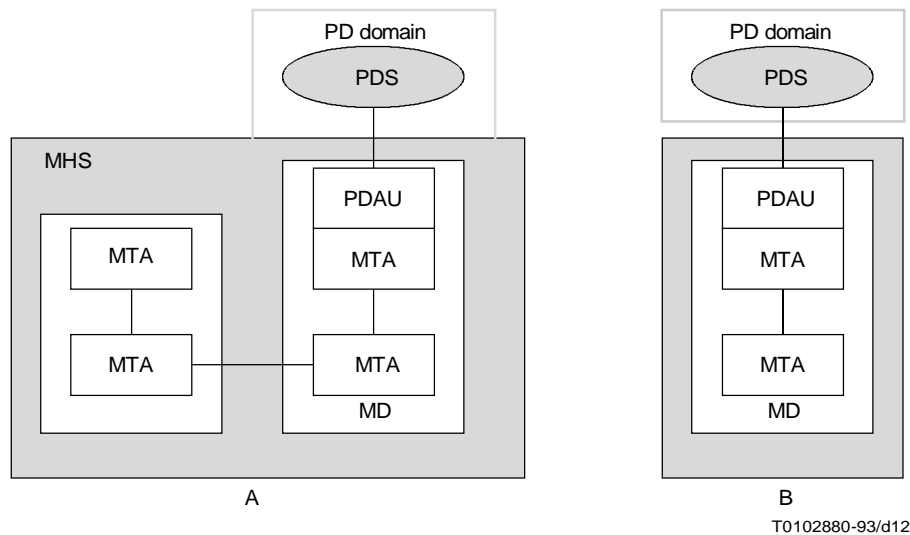 PD domain
PDS
MHS
PDAU
MTA
MTA
MTA
MTA
MD
A
PD domain
PDS
PDAU
MTA
MTA
MD
B
T0102880-93/d12